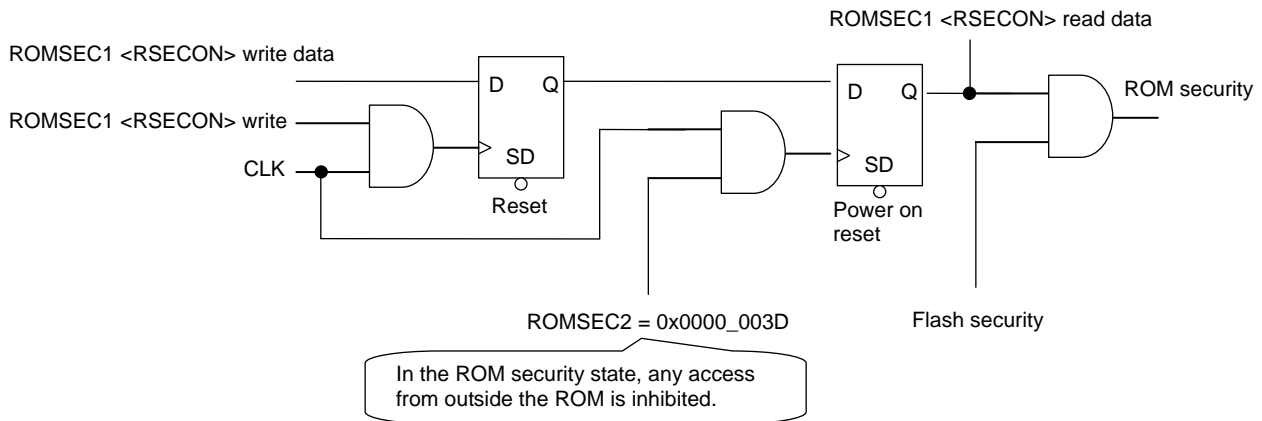 ROMSEC1 <RSECON> read data
ROMSEC1 <RSECON> write data
D Q
D Q
ROM security
ROMSEC1 <RSECON> write
CLK
SD
SD
Reset
Power on
reset
ROMSEC2 = 0x0000_003D
Flash security
In the ROM security state, any access
from outside the ROM is inhibited.